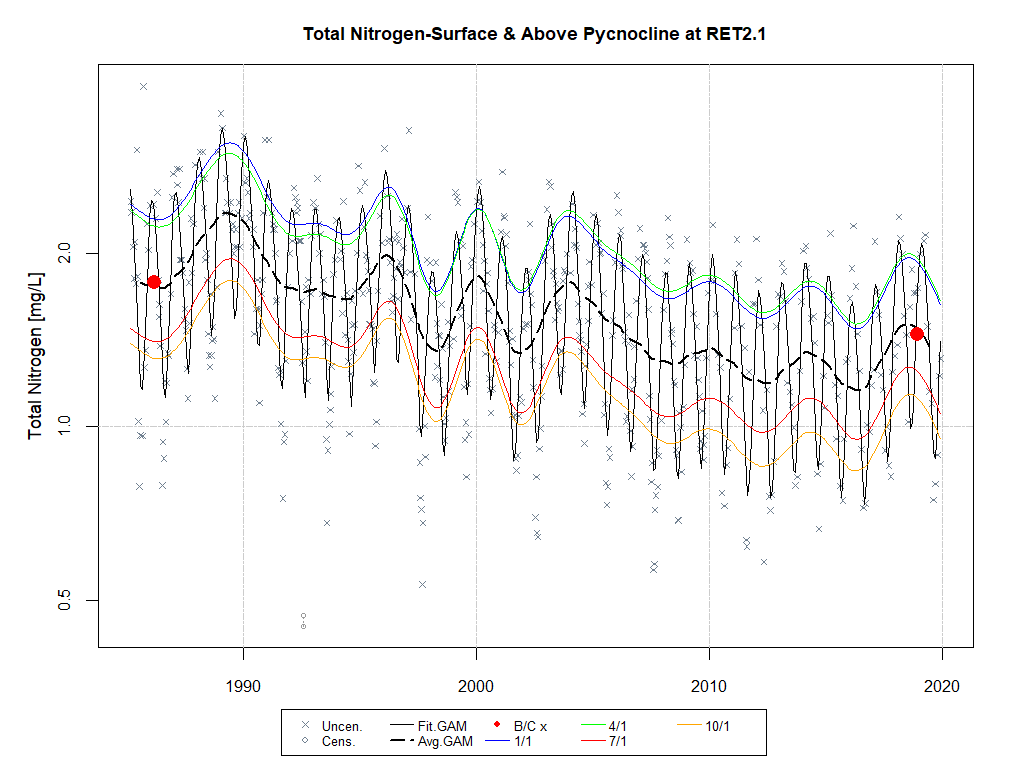 Total Nitrogen-Surface & Above Pycnocline at RET2.1
Total Nitrogen [mg/L]
2.0
1.0
0.5
1990 2000 2010 2020
Uncen. Fit.GAM B/C x 4/1 10/1
Cens. Avg.GAM 1/1 7/1